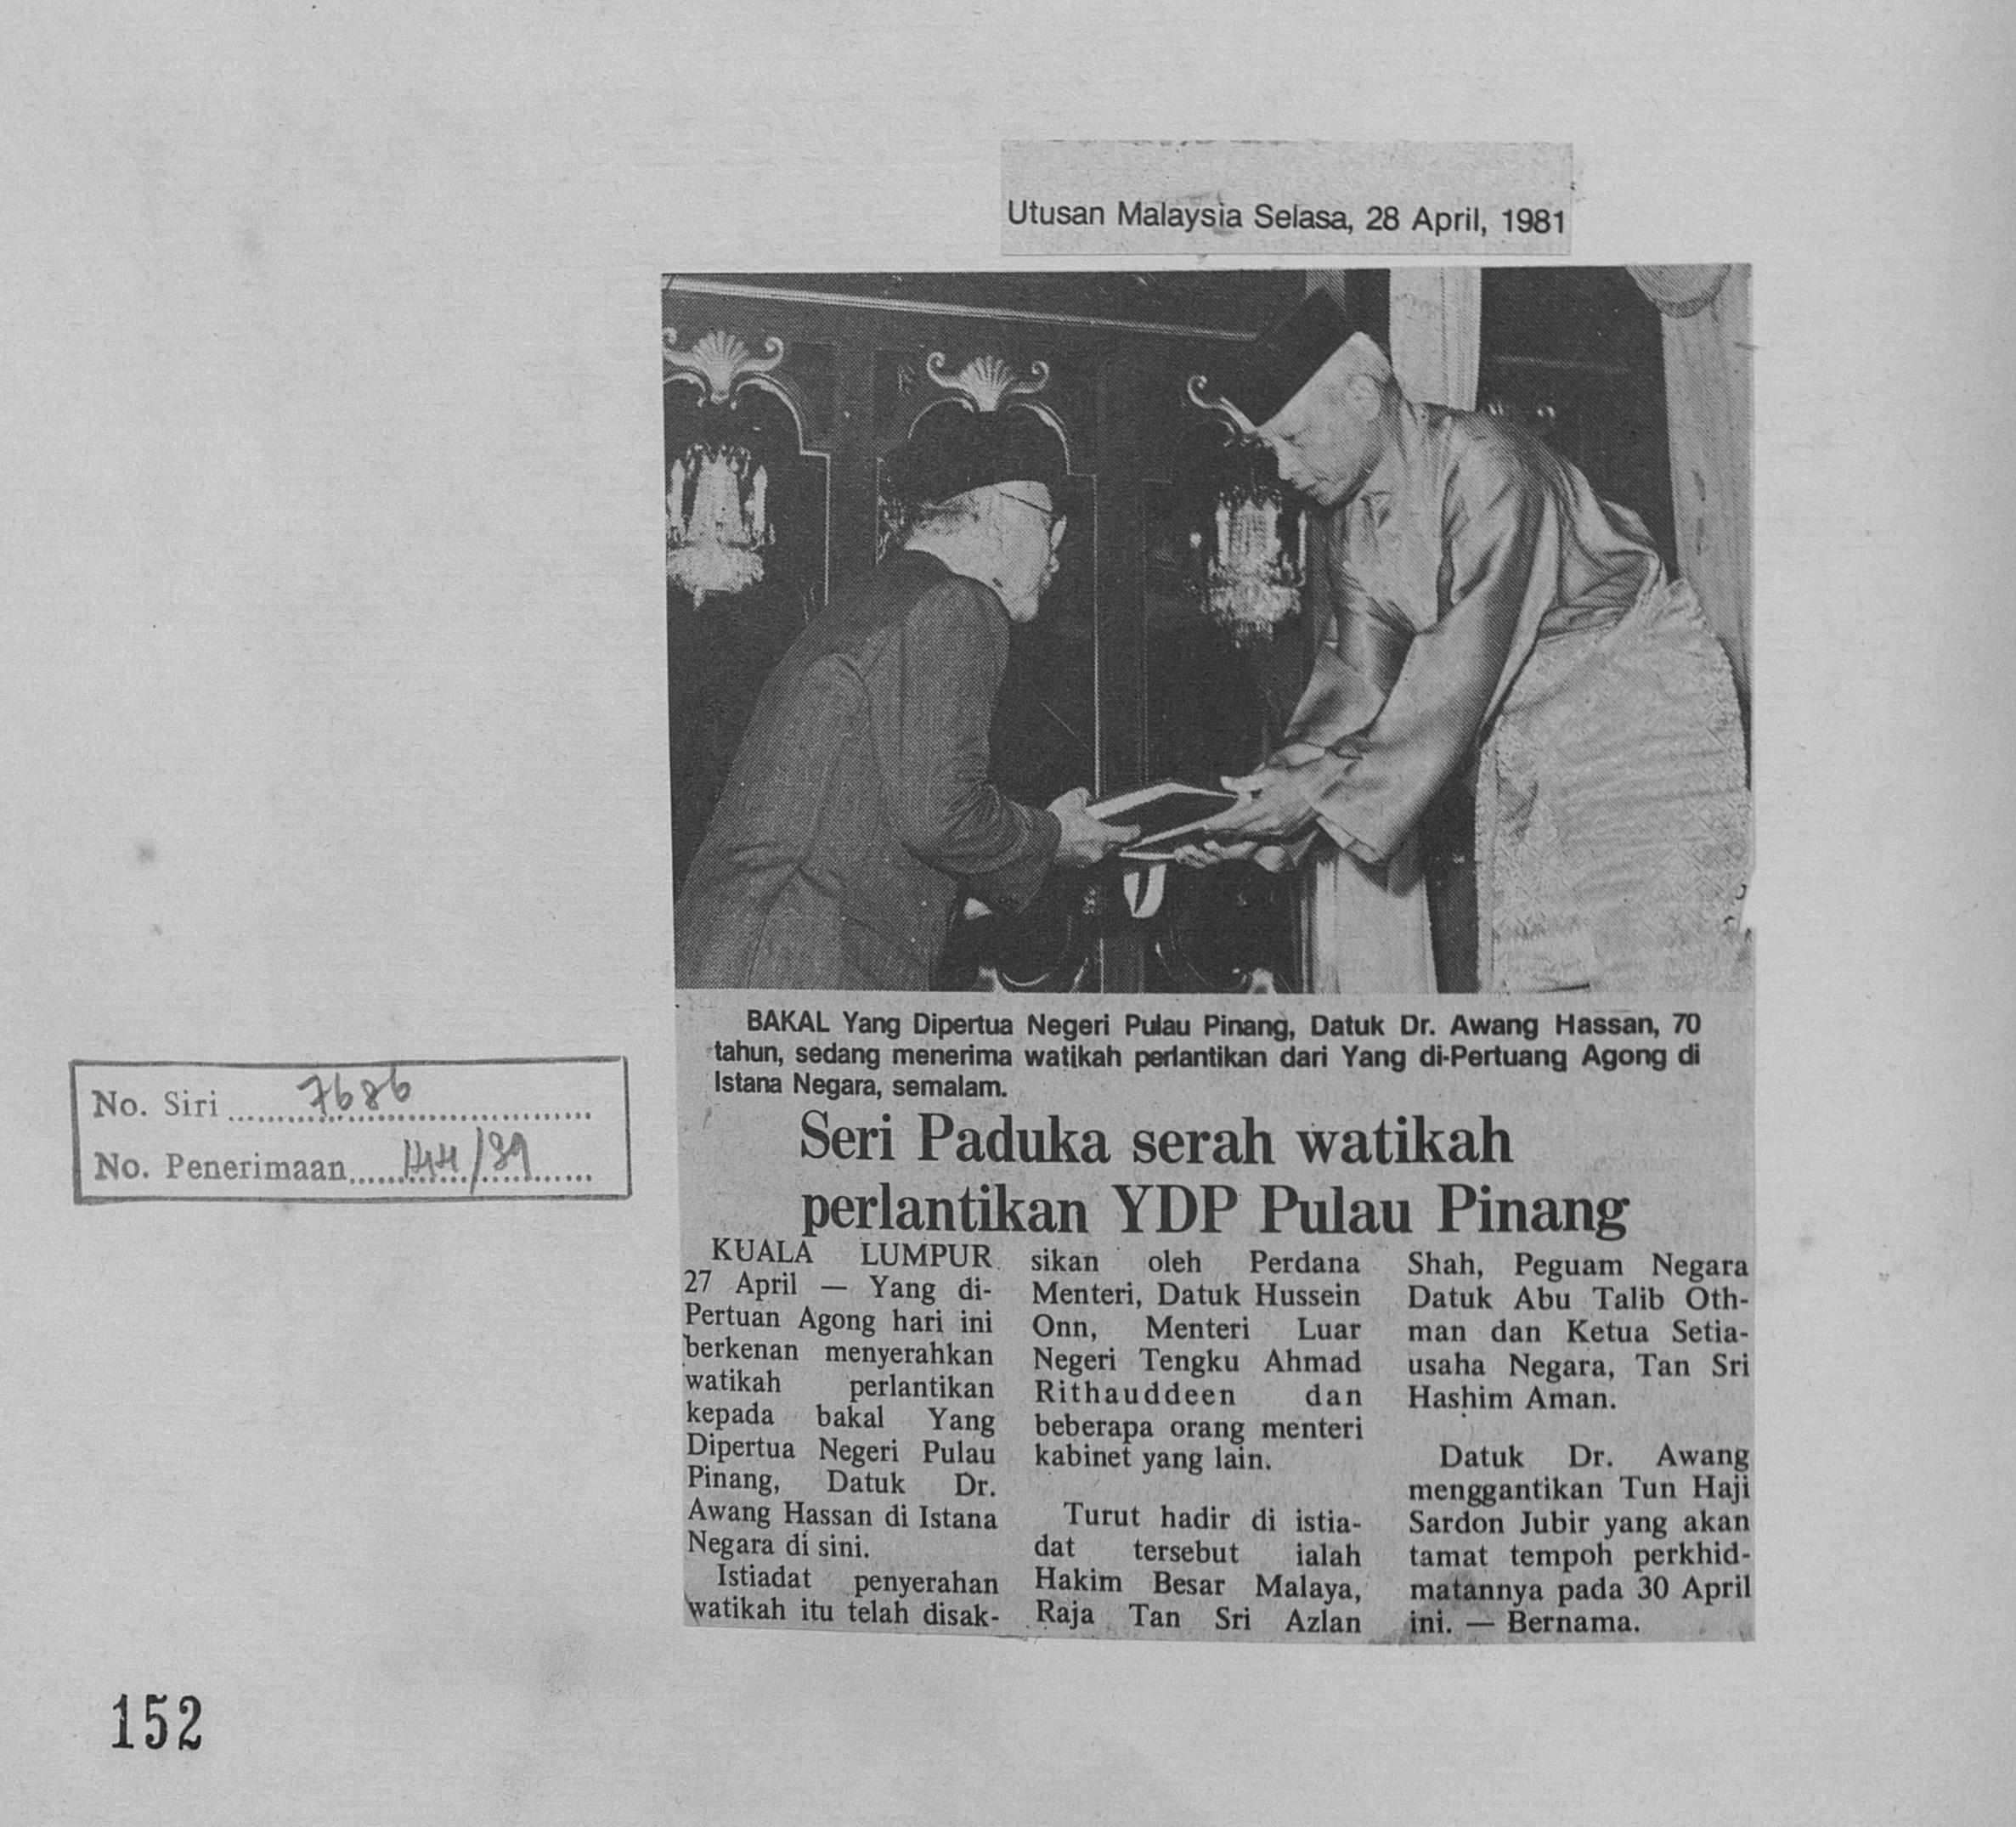 Utusan Malaysia Selasa, 28 April, 1981
BAKAL Yang Dipertua Negeri Pulau Pinang, Datuk Dr. Awang Hassan, 70
tahun, sedang menerima watikah perlantikan dari Yang di-Pertuang Agong di
Istana Negara, semalam.
No. Siri 7686
No. Penerimaan 144/89
Seri Paduka serah watikah
perlantikan YDP Pulau Pinang
KUALA LUMPUR
27 April — Yang di-
Pertuan Agong hari ini
berkenan menyerahkan
watikah perlantikan
kepada bakal Yang
Dipertua Negeri Pulau
Pinang, Datuk Dr.
Awang Hassan di Istana
Negara di sini.
Istiadat penyerahan
watikah itu telah disak-
sikan oleh Perdana
Menteri, Datuk Hussein
Onn, Menteri Luar
Negeri Tengku Ahmad
Rithauddeen dan
beberapa orang menteri
kabinet yang lain.
Turut hadir di istia-
dat tersebut ialah
Hakim Besar Malaya,
Raja Tan Sri Azlan
Shah, Peguam Negara
Datuk Abu Talib Oth-
man dan Ketua Setia-
usaha Negara, Tan Sri
Hashim Aman.
Datuk Dr. Awang
menggantikan Tun Haji
Sardon Jubir yang akan
tamat tempoh perkhid-
matannya pada 30 April
ini. — Bernama.
152